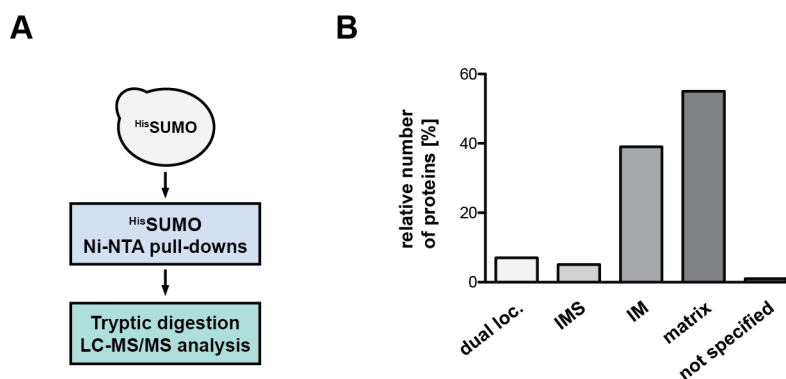 A
HisSUMO
HisSUMO
Ni-NTA pull-downs
Tryptic digestion
LC-MS/MS analysis
B
relative number
of proteins [%]
60
40
20
0
dual loc.
IMS
IM
matrix
not specified